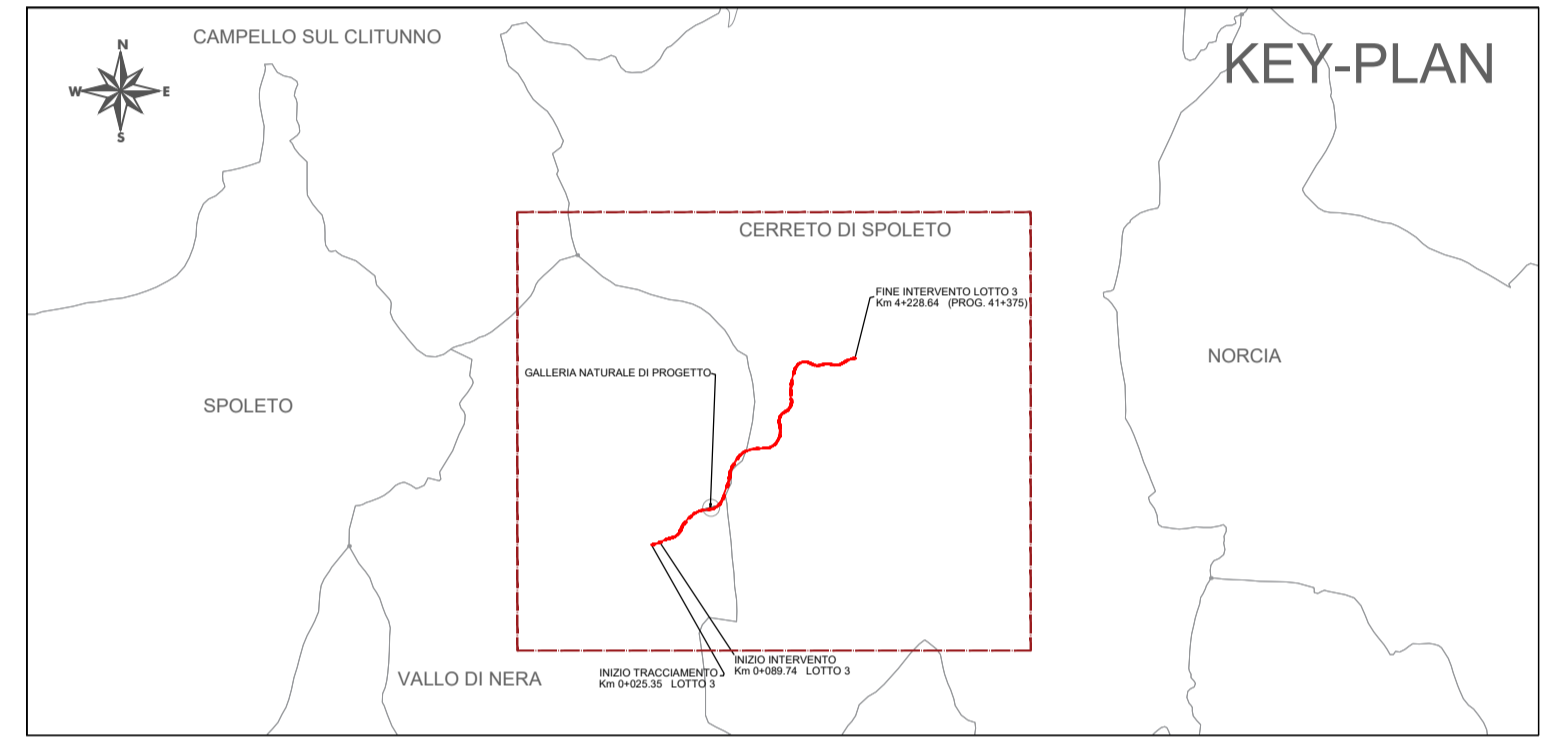 CAMPELLO SUL CLITUNNO
KEY-PLAN
N
W
E
S
CERRETO DI SPOLETO
FINE INTERVENTO LOTTO 3
Km 4+228.64 (PROG. 41+375)
NORCIA
GALLERIA NATURALE DI PROGETTO
SPOLETO
INIZIO INTERVENTO
Km 0+089.74 LOTTO 3
INIZIO TRACCIAMENTO
Km 0+025.35 LOTTO 3
VALLO DI NERA